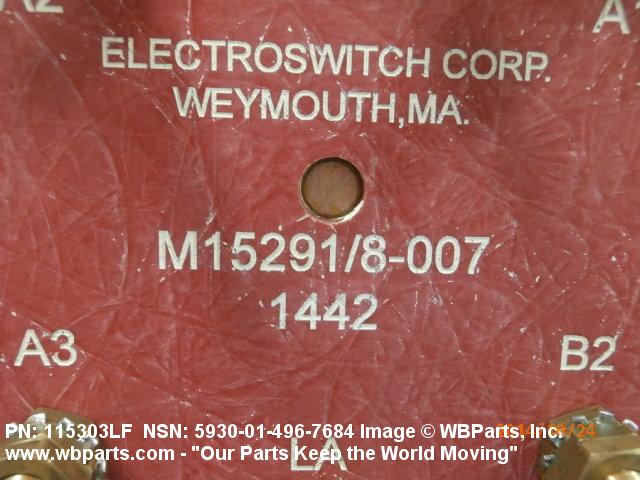 A2 A1
ELECTROSWITCH CORP.
WEYMOUTH,MA.
M15291/8-007
1442
A3 B2
PN: 115303LF NSN: 5930-01-496-7684 Image © WBParts, Inc.
LA
www.wbparts.com - "Our Parts Keep the World Moving"